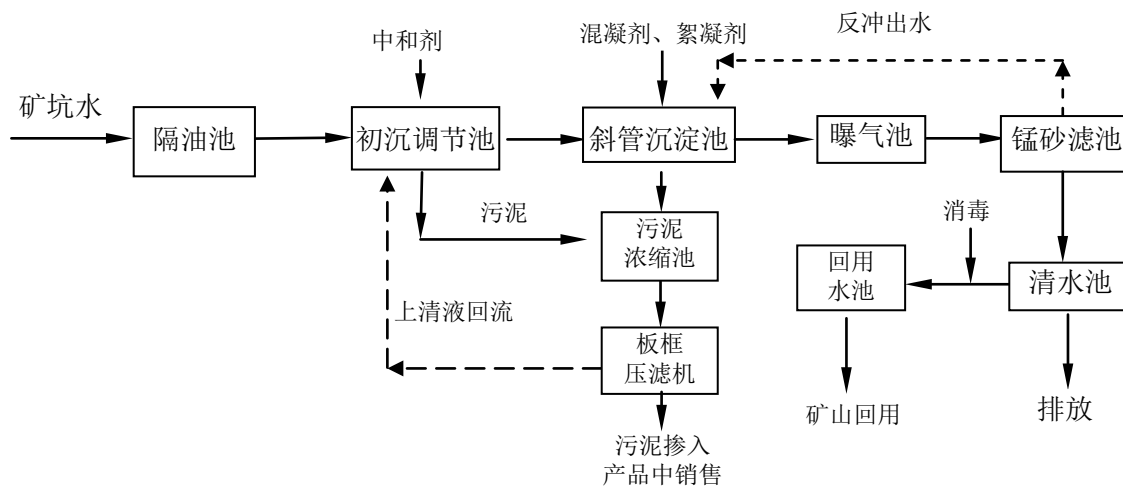 混凝剂、絮凝剂
反冲出水
中和剂
矿坑水
隔油池
初沉调节池
斜管沉淀池
曝气池
锰砂滤池
污泥
消毒
污泥
浓缩池
回用
水池
清水池
上清液回流
板框
压滤机
矿山回用
排放
污泥掺入
产品中销售